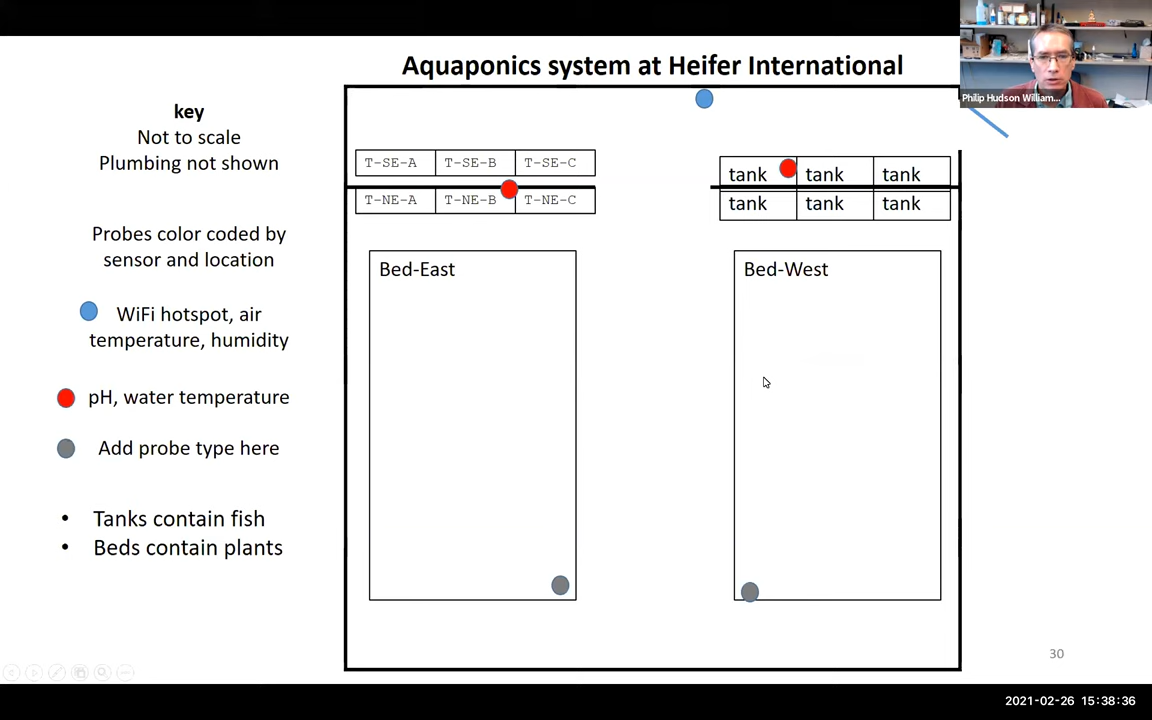 Aquaponics system at Heifer International
Philip Hudson William...
key
Not to scale
Plumbing not shown
Probes color coded by
sensor and location
WiFi hotspot, air
temperature, humidity
pH, water temperature
Add probe type here
• Tanks contain fish
• Beds contain plants
T-SE-A T-SE-B T-SE-C
T-NE-A T-NE-B T-NE-C
tank tank tank
tank tank tank
Bed-East
Bed-West
30
2021-02-26 15:38:36